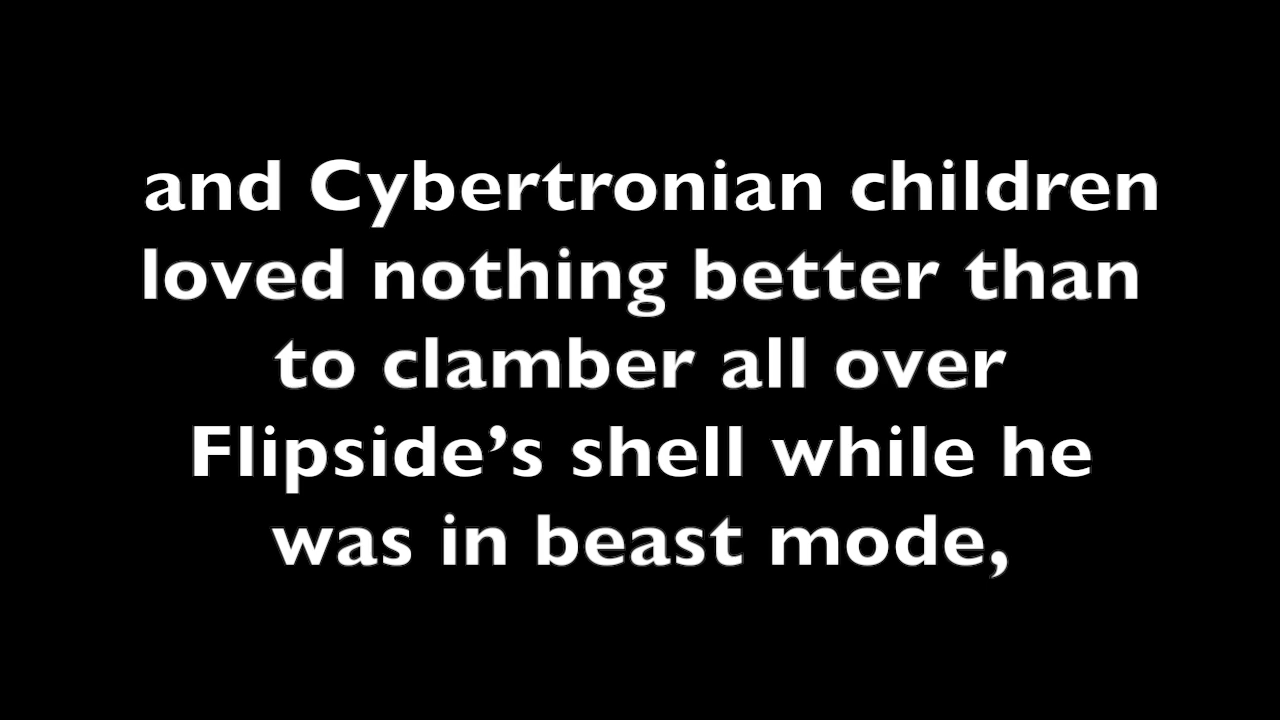 and Cybertronian children
loved nothing better than
to clamber all over
Flipside’s shell while he
was in beast mode,